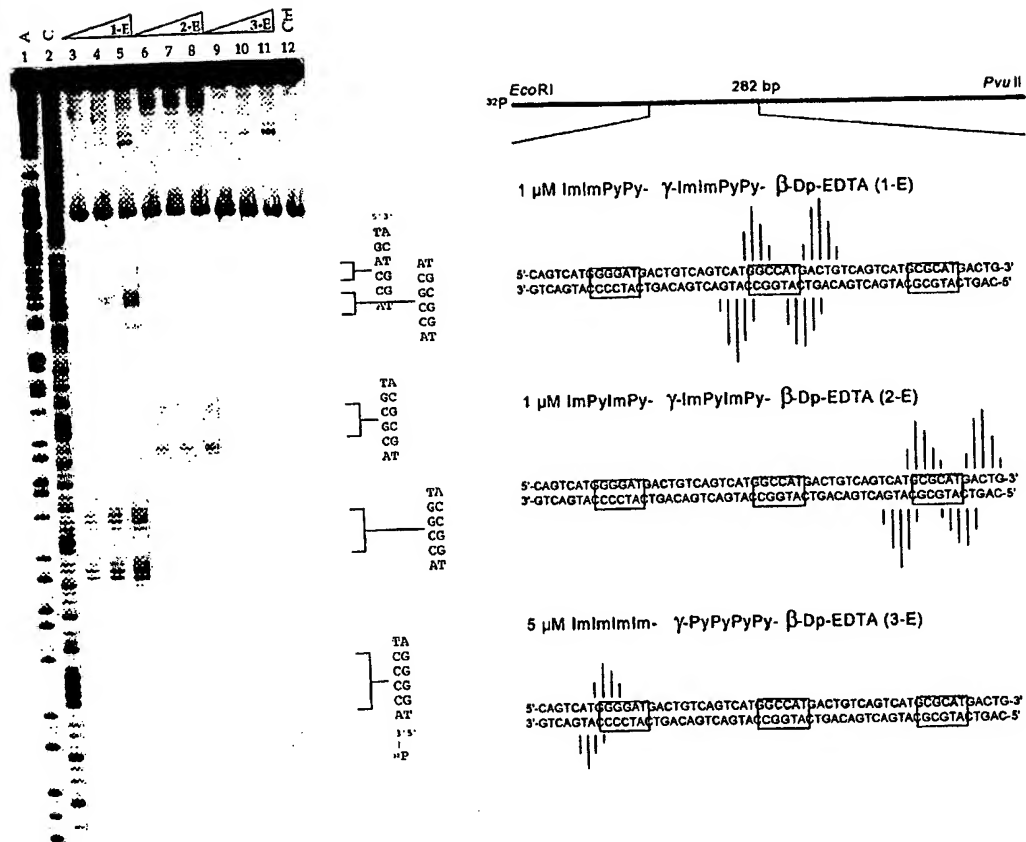 A C 1-E 2-E 3-E Ctrl
1 2 3 4 5 6 7 8 9 10 11 12
5' 3'
TA
GC
AT
CG
CG
AT
AT
CG
GC
CG
CG
AT
TA
GC
CG
GC
CG
AT
TA
GC
GC
CG
CG
AT
TA
CG
CG
CG
CG
AT
3' 5'
32P
EcoRI 282 bp Pvu II
32P
1 µM ImImPyPy- γ-ImImPyPy- β-Dp-EDTA (1-E)
5'-CAGTCATGGGGATGACTGTCAGTCATGGCCATGACTGTCAGTCATGCGCATGACTG-3'
3'-GTCAGTACCCCTACTGACAGTCAGTACCGGTACTGACAGTCAGTACGCGTACTGAC-5'
1 µM ImPyImPy- γ-ImPyImPy- β-Dp-EDTA (2-E)
5'-CAGTCATGGGGATGACTGTCAGTCATGGCCATGACTGTCAGTCATGCGCATGACTG-3'
3'-GTCAGTACCCCTACTGACAGTCAGTACCGGTACTGACAGTCAGTACGCGTACTGAC-5'
5 µM ImImImIm- γ-PyPyPyPy- β-Dp-EDTA (3-E)
5'-CAGTCATGGGGATGACTGTCAGTCATGGCCATGACTGTCAGTCATGCGCATGACTG-3'
3'-GTCAGTACCCCTACTGACAGTCAGTACCGGTACTGACAGTCAGTACGCGTACTGAC-5'